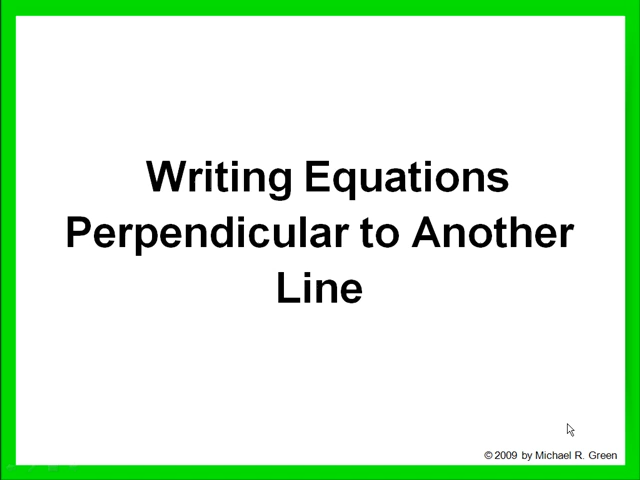 Writing Equations
Perpendicular to Another
Line
© 2009 by Michael R. Green